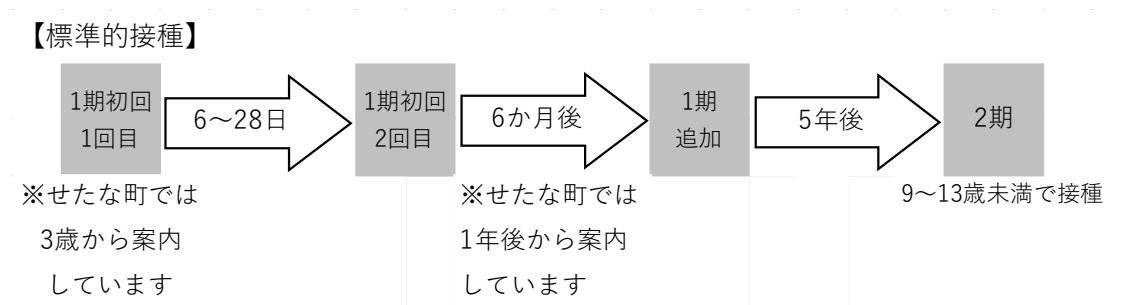 【標準的接種】
1期初回
1回目
6～28日
1期初回
2回目
6か月後
1期
追加
5年後
2期
※せたな町では
3歳から案内
しています
※せたな町では
1年後から案内
しています
9～13歳未満で接種